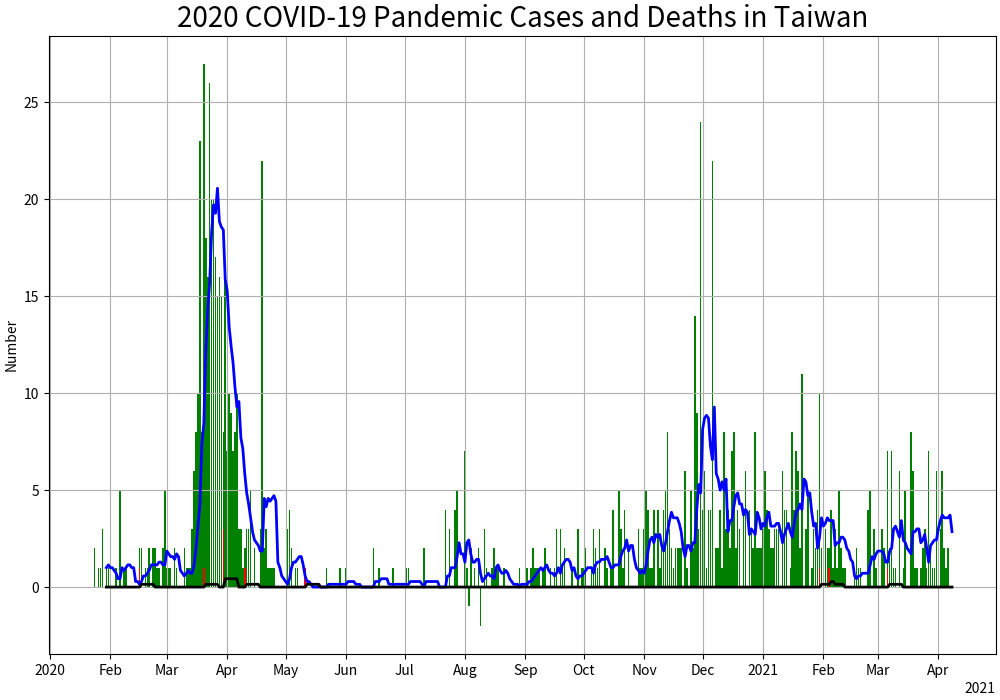 2020 COVID-19 Pandemic Cases and Deaths in Taiwan
Number
25
20
15
10
5
0
2020 Feb Mar Apr May Jun Jul Aug Sep Oct Nov Dec 2021 Feb Mar Apr
2021